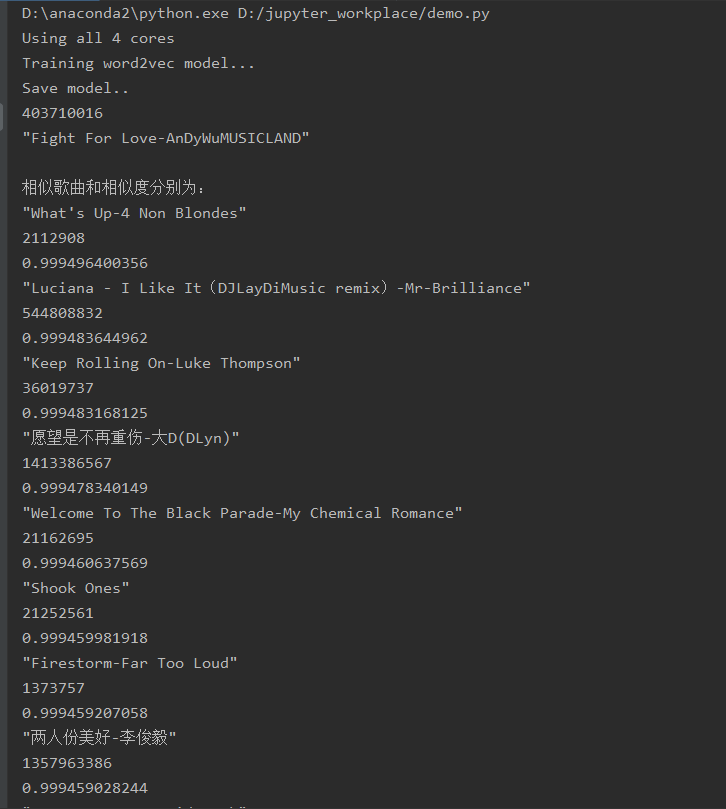 D:\anaconda2\python.exe D:/jupyter_workplace/demo.py
Using all 4 cores
Training word2vec model...
Save model..
403710016
"Fight For Love-AnDyWuMUSICLAND"
相似歌曲和相似度分别为：
"What's Up-4 Non Blondes"
2112908
0.999496400356
"Luciana - I Like It（DJLayDiMusic remix）-Mr-Brilliance"
544808832
0.999483644962
"Keep Rolling On-Luke Thompson"
36019737
0.999483168125
"愿望是不再重伤-大D(DLyn)"
1413386567
0.999478340149
"Welcome To The Black Parade-My Chemical Romance"
21162695
0.999460637569
"Shook Ones"
21252561
0.999459981918
"Firestorm-Far Too Loud"
1373757
0.999459207058
"两人份美好-李俊毅"
1357963386
0.999459028244